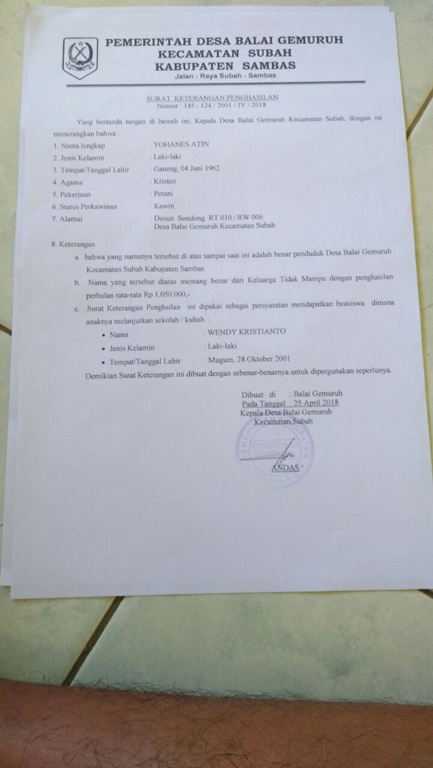 PEMERINTAH DESA BALAI GEMURUH
KECAMATAN SUBAH
KABUPATEN SAMBAS
Jalan : Raya Subah - Sambas
SURAT KETERANGAN PENGHASILAN
Nomor : 145 / 124 / 2001 / IV / 2018
Yang bertanda tangan di bawah ini, Kepala Desa Balai Gemuruh Kecamatan Subah, dengan ini
menerangkan bahwa :
1. Nama lengkap : YOHANES ATIN
2. Jenis Kelamin : Laki-laki
3. Tempat/Tanggal Lahir : Ganeng, 04 Juni 1962
4. Agama : Kristen
5. Pekerjaan : Petani
6. Status Perkawinan : Kawin
7. Alamat : Dusun Sondong RT 010 / RW 006
Desa Balai Gemuruh Kecamatan Subah
8. Keterangan
a. bahwa yang namanya tersebut di atas sampai saat ini adalah benar penduduk Desa Balai Gemuruh
Kecamatan Subah Kabupaten Sambas
b. Nama yang tersebut diatas memang benar dari Keluarga Tidak Mampu dengan penghasilan
perbulan rata-rata Rp 1.050.000,-
c. Surat Keterangan Penghsilan ini dipakai sebagai persyaratan mendapatkan beasiswa dimana
anaknya melanjutkan sekolah / kuliah :
• Nama : WENDY KRISTIANTO
• Jenis Kelamin : Laki-laki
• Tempat/Tanggal Lahir : Mugum, 28 Oktober 2001
Demikian Surat Keterangan ini dibuat dengan sebenar-benarnya untuk dipergunakan seperlunya.
Dibuat di : Balai Gemuruh
Pada Tanggal : 25 April 2018
Kepala Desa Balai Gemuruh
Kecamatan Subah
ANDAS